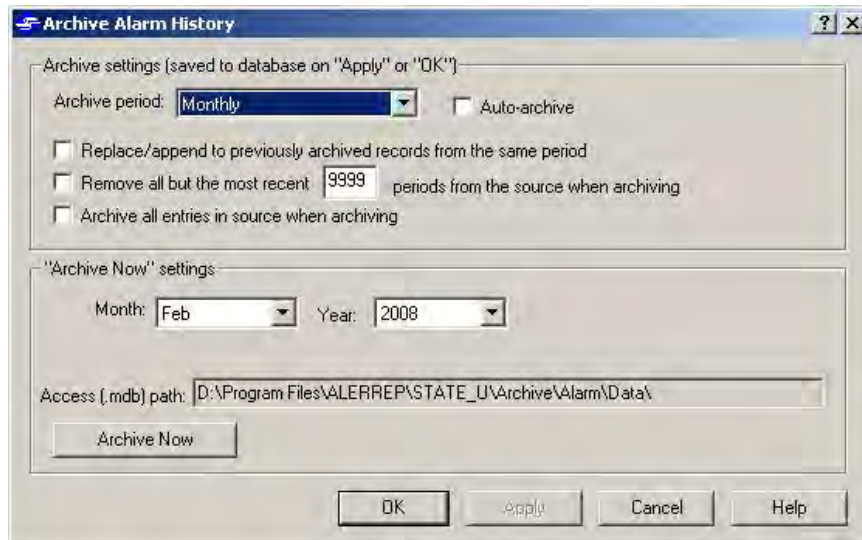 Archive Alarm History
Archive settings (saved to database on "Apply" or "OK")
Archive period: Monthly Auto-archive
Replace/append to previously archived records from the same period
Remove all but the most recent 9999 periods from the source when archiving
Archive all entries in source when archiving
"Archive Now" settings
Month: Feb Year: 2008
Access (.mdb) path: D:\Program Files\ALERREP\STATE_U\Archive\Alarm\Data\
Archive Now
OK Apply Cancel Help